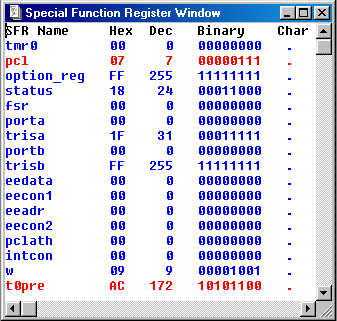 Special Function Register Window
SFR Name Hex Dec Binary Char
tmr0 00 0 00000000 .
pcl 07 7 00000111 .
option_reg FF 255 11111111 .
status 18 24 00011000 .
fsr 00 0 00000000 .
porta 00 0 00000000 .
trisa 1F 31 00011111 .
portb 00 0 00000000 .
trisb FF 255 11111111 .
eedata 00 0 00000000 .
eecon1 00 0 00000000 .
eeadr 00 0 00000000 .
eecon2 00 0 00000000 .
pclath 00 0 00000000 .
intcon 00 0 00000000 .
w 09 9 00001001 .
t0pre AC 172 10101100 .